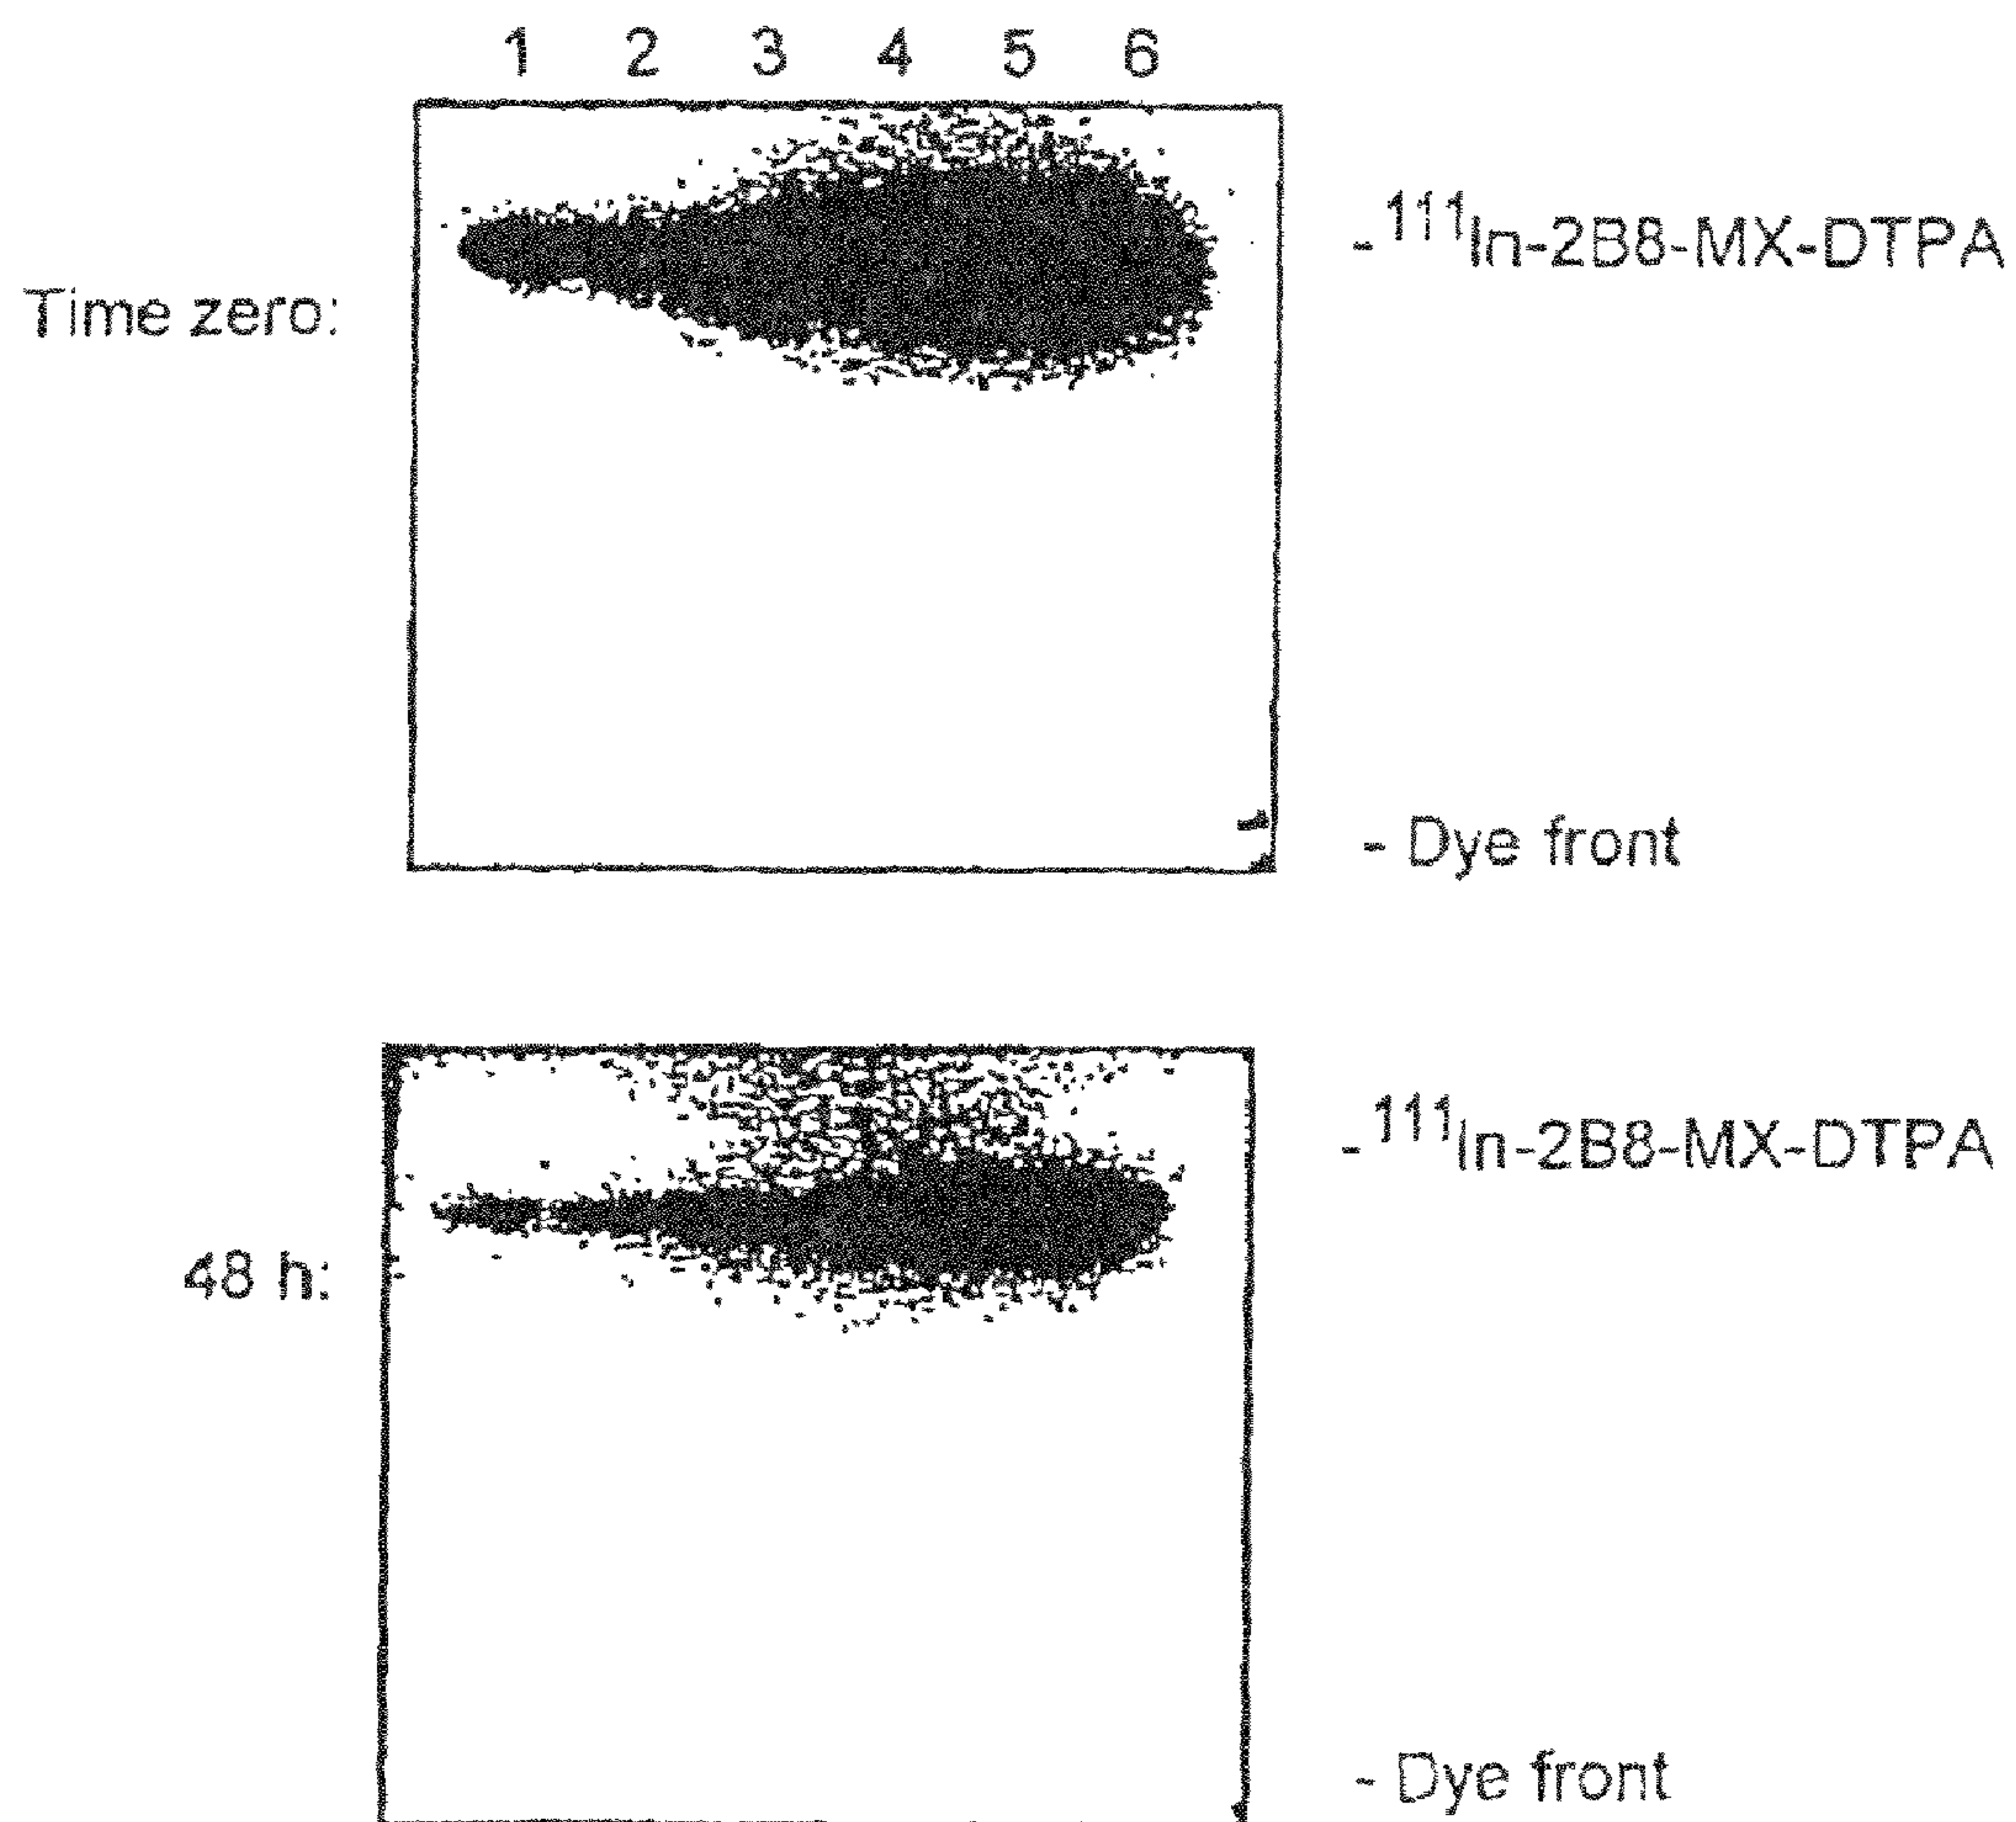 1 2 3 4 5 6
-¹¹¹In-2B8-MX-DTPA
Time zero:
- Dye front
-¹¹¹In-2B8-MX-DTPA
48 h:
- Dye front